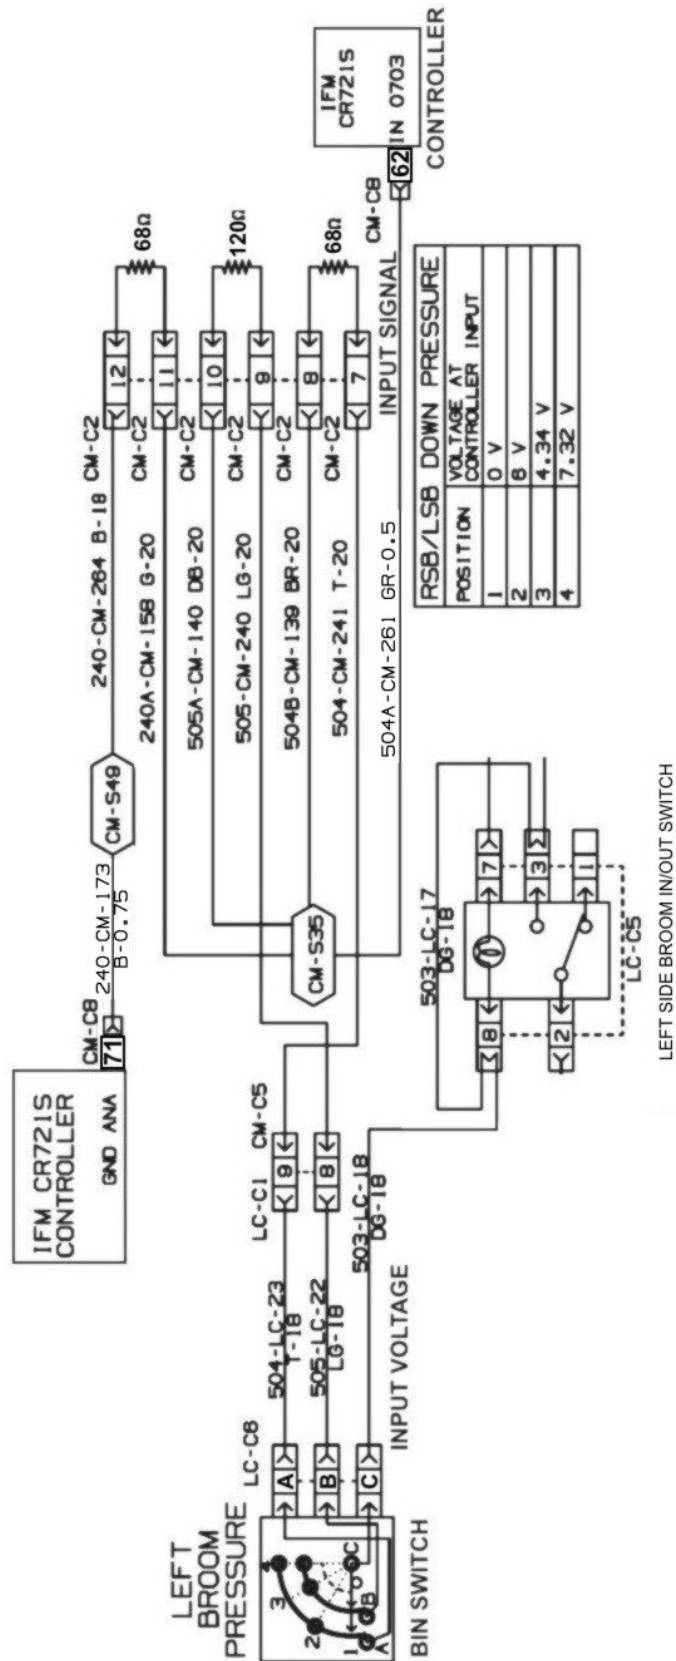 IFM CR721S
CONTROLLER
GND ANA
71
CM-C8
240-CM-173
B-0.75
CM-S49
240-CM-264 B-18
CM-C2
12
68Ω
240A-CM-158 G-20
CM-C2
11
505A-CM-140 DB-20
CM-C2
10
120Ω
505-CM-240 LG-20
CM-C2
9
504B-CM-139 BR-20
CM-C2
8
68Ω
504-CM-241 T-20
CM-C2
7
CM-S35
504A-CM-261 GR-0.5
INPUT SIGNAL
CM-C8
62
IN 0703
IFM
CR721S
CONTROLLER
LEFT
BROOM
PRESSURE
1
2
3
4
A
B
C
P
BIN SWITCH
LC-C6
A
B
C
504-LC-23
T-18
505-LC-22
LG-18
503-LC-18
DG-18
INPUT VOLTAGE
LC-C1
CM-C5
9
8
503-LC-17
DG-18
8
7
3
2
1
LC-C5
LEFT SIDE BROOM IN/OUT SWITCH
RSB/LSB DOWN PRESSURE
POSITION
VOLTAGE AT
CONTROLLER INPUT
1 0 V
2 6 V
3 4.34 V
4 7.32 V